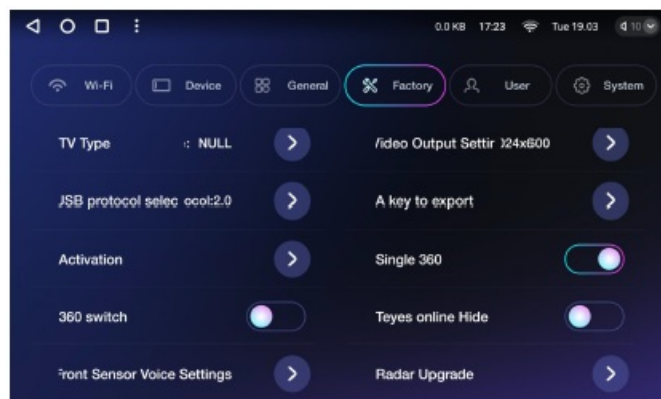 0.0 KB 17:23 Tue 19.03 10
Wi-Fi Device General Factory User System
TV Type : NULL
/ideo Output Settir )24x600
JSB protocol selec ocol:2.0
A key to export
Activation
Single 360
360 switch
Teyes online Hide
Front Sensor Voice Settings
Radar Upgrade